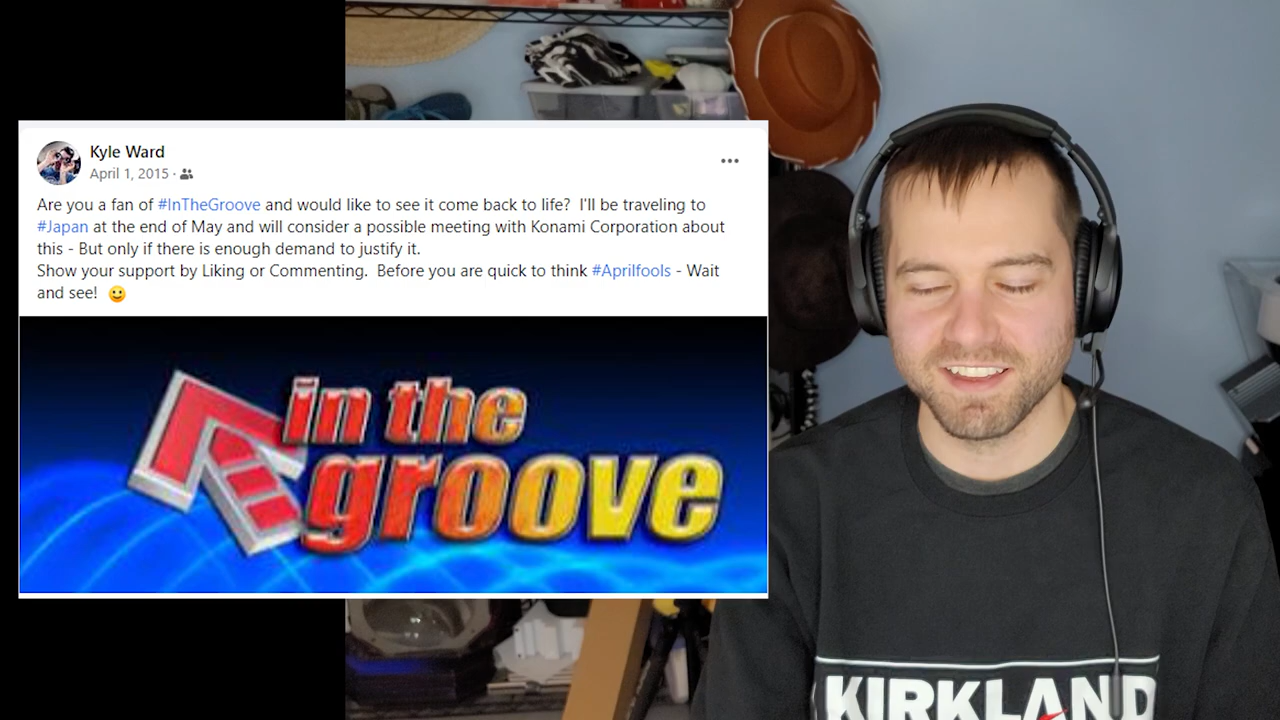 Kyle Ward
April 1, 2015
Are you a fan of #InTheGroove and would like to see it come back to life? I'll be traveling to
#Japan at the end of May and will consider a possible meeting with Konami Corporation about
this - But only if there is enough demand to justify it.
Show your support by Liking or Commenting. Before you are quick to think #Aprilfools - Wait
and see!
in the
groove
KIRKLAND